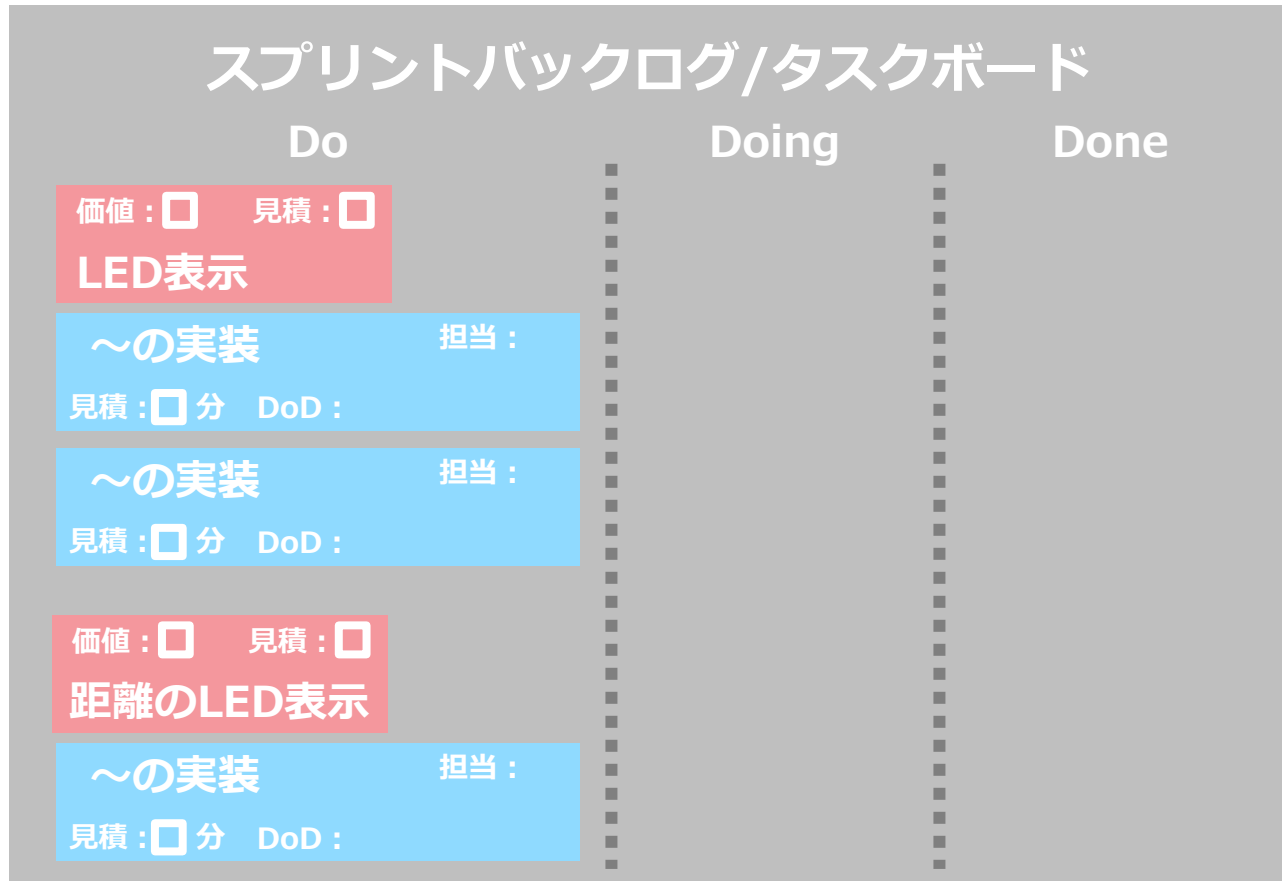 スプリントバックログ/タスクボード
Do Doing Done
価値：□ 見積：□
LED表示
～の実装 担当：
見積：□ 分 DoD：
～の実装 担当：
見積：□ 分 DoD：
価値：□ 見積：□
距離のLED表示
～の実装 担当：
見積：□ 分 DoD：